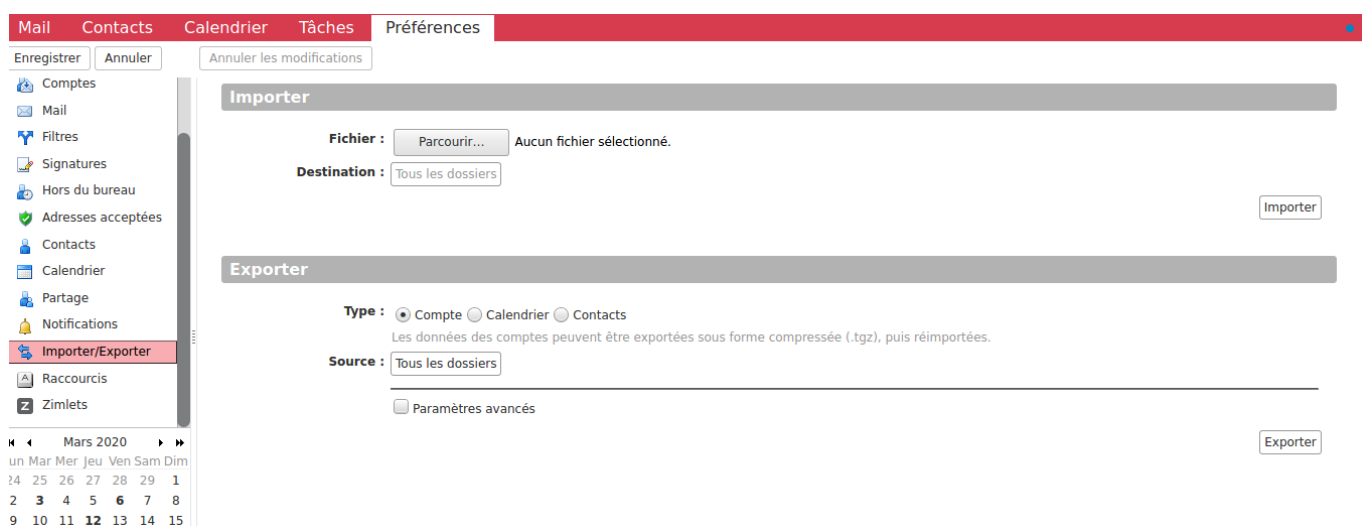 Mail Contacts Calendrier Tâches Préférences
Enregistrer Annuler Annuler les modifications
Comptes
Mail
Filtres
Signatures
Hors du bureau
Adresses acceptées
Contacts
Calendrier
Partage
Notifications
Importer/Exporter
Raccourcis
Zimlets
Mars 2020
Mar Mer Jeu Ven Sam Dim
25 26 27 28 29 1
2 3 4 5 6 7 8
9 10 11 12 13 14 15
Importer
Fichier : Parcourir... Aucun fichier sélectionné.
Destination : Tous les dossiers
Importer
Exporter
Type : Compte Calendrier Contacts
Les données des comptes peuvent être exportées sous forme compressée (.tgz), puis réimportées.
Source : Tous les dossiers
Paramètres avancés
Exporter